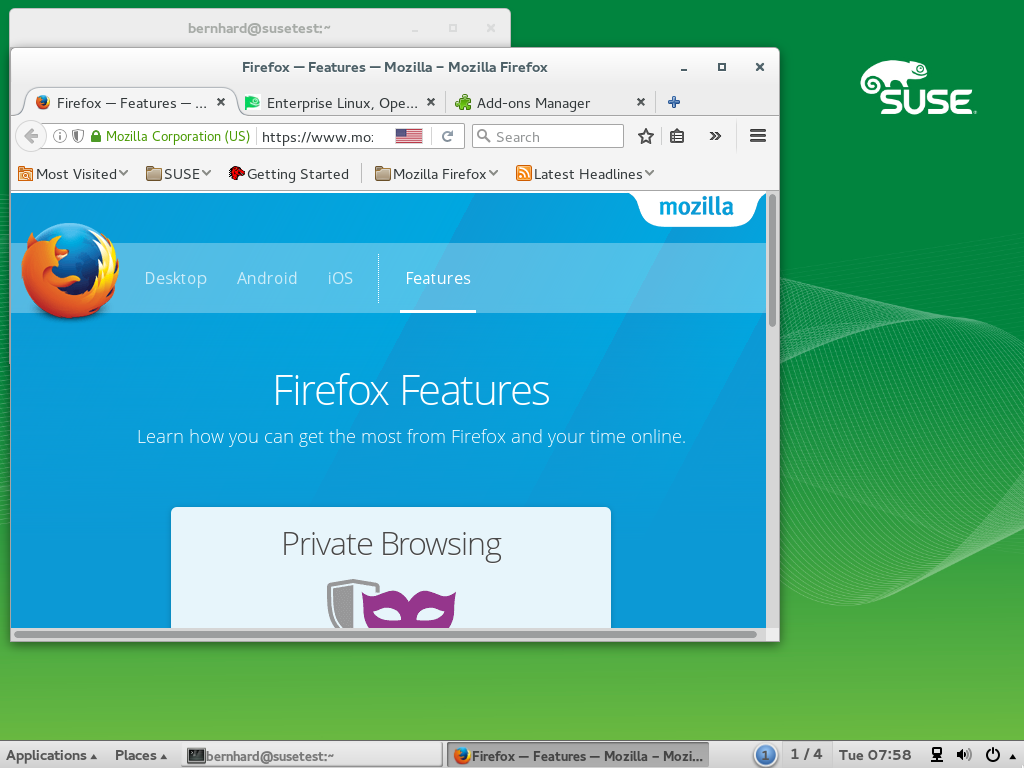 bernhard@susetest:~
Firefox — Features — Mozilla – Mozilla Firefox
Firefox — Features — ...
Enterprise Linux, Ope...
Add-ons Manager
Mozilla Corporation (US)
https://www.mo:
Search
Most Visited
SUSE
Getting Started
Mozilla Firefox
Latest Headlines
mozilla
Desktop
Android
iOS
Features
Firefox Features
Learn how you can get the most from Firefox and your time online.
Private Browsing
SUSE
Applications
Places
bernhard@susetest:~
Firefox — Features — Mozilla – Mozi...
1
1 / 4
Tue 07:58